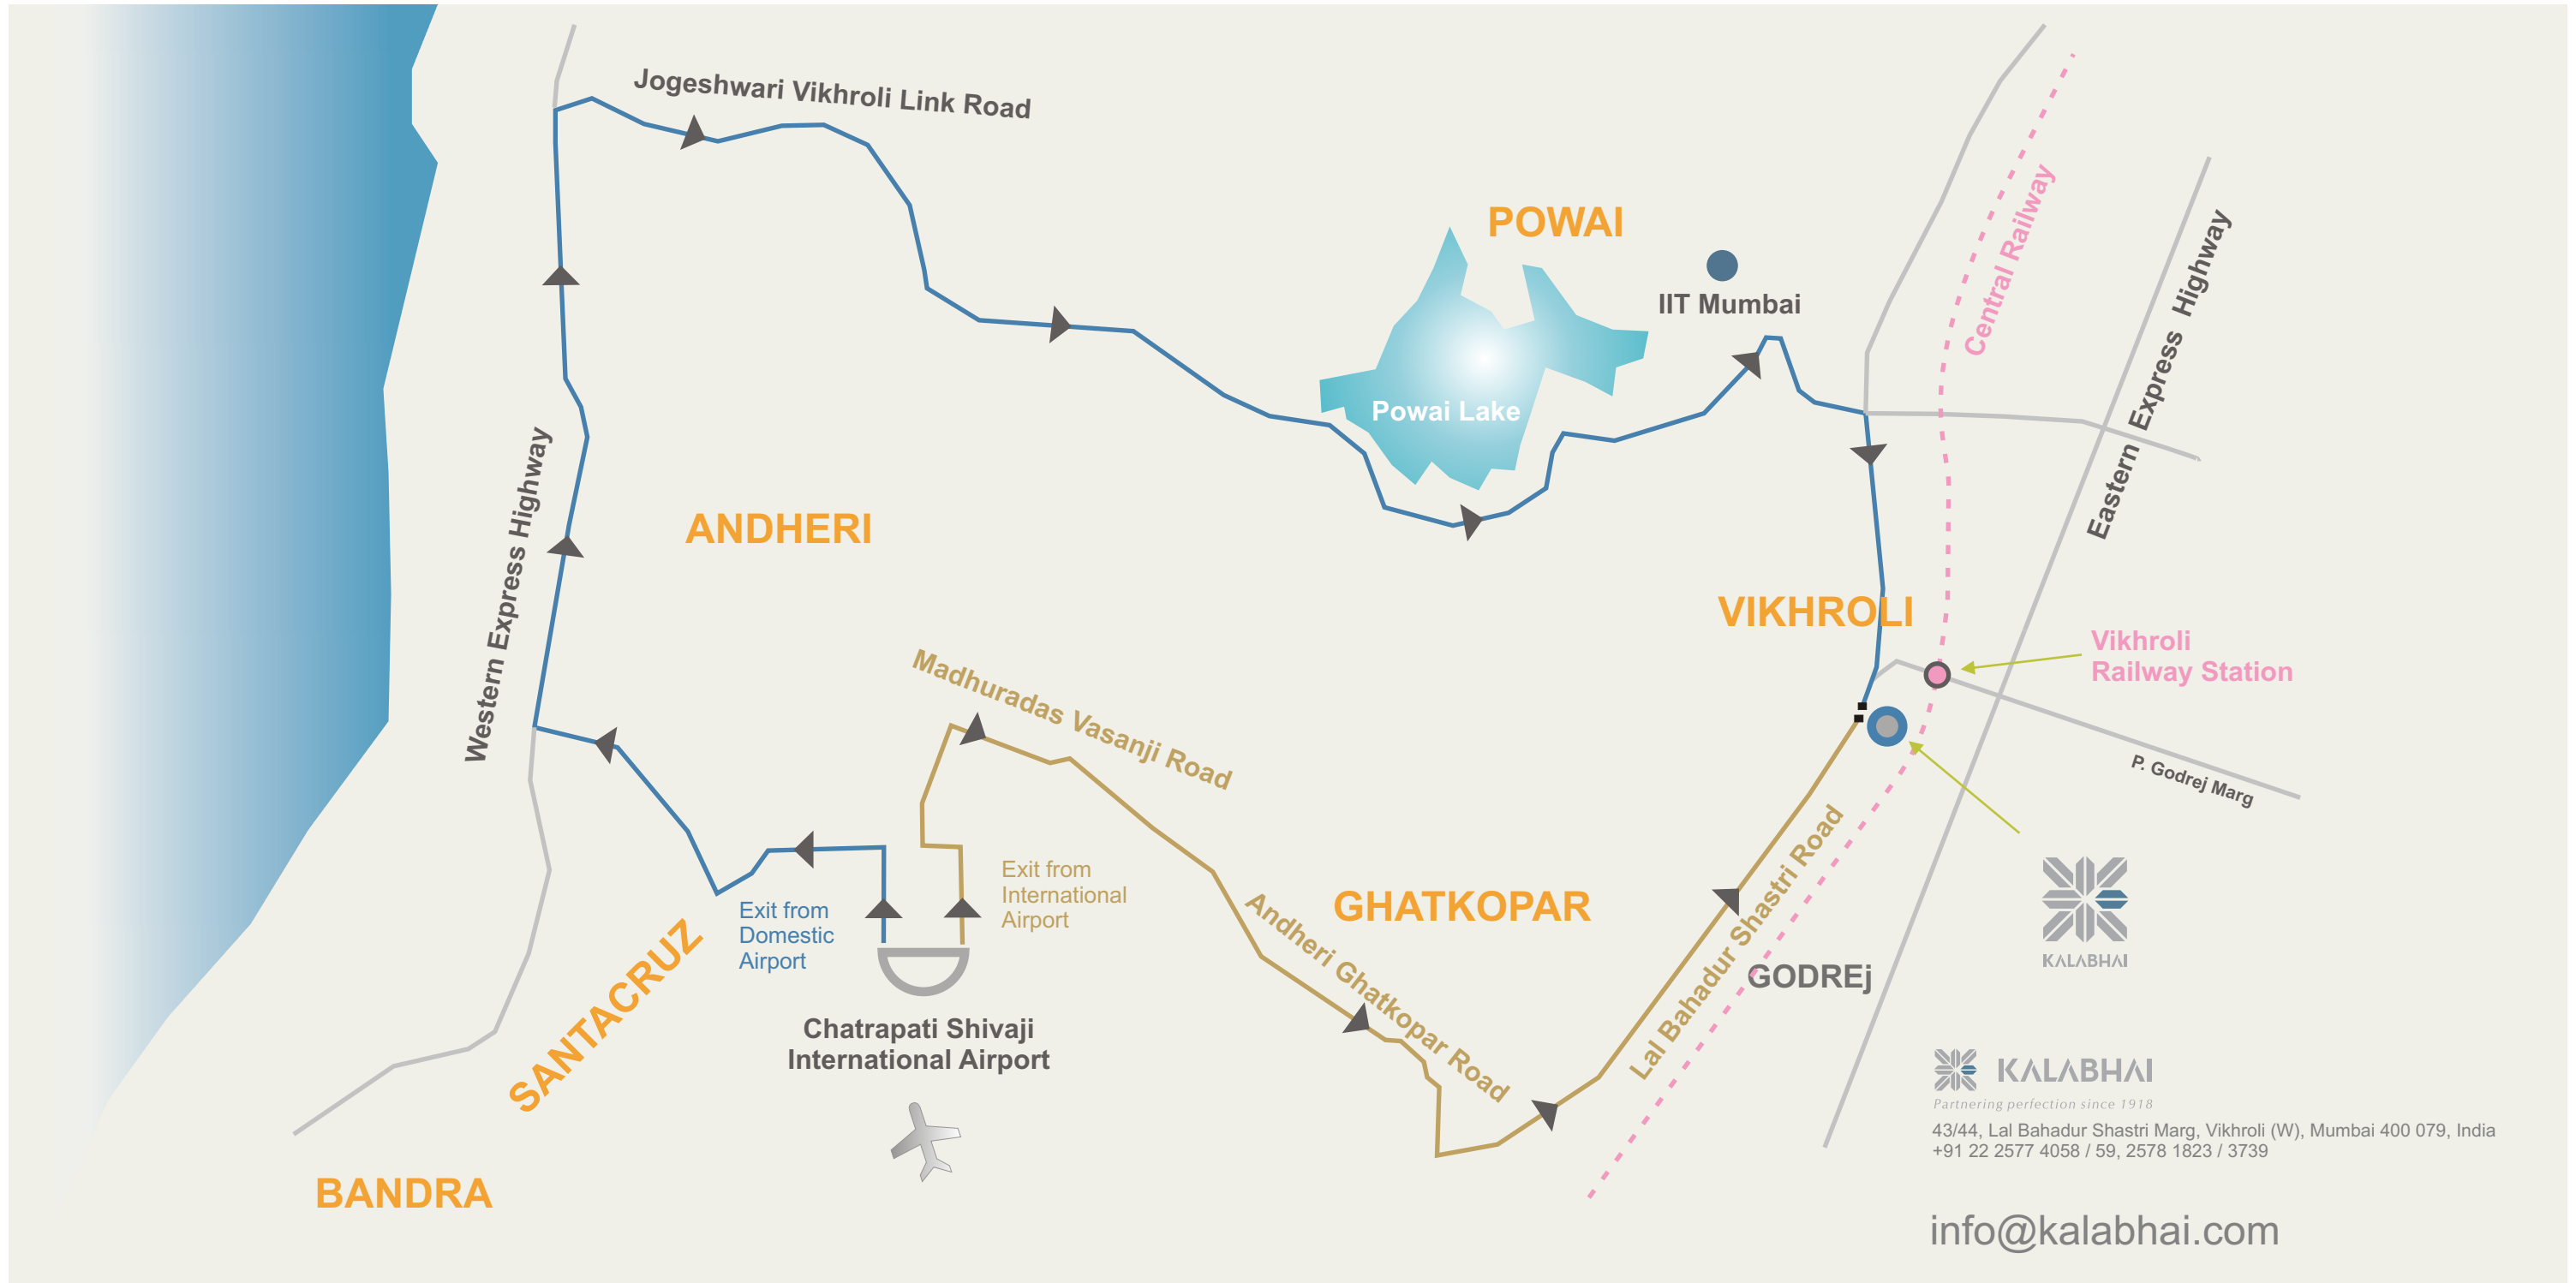 Jogeshwari Vikhroli Link Road
POWAI
IIT Mumbai
Powai Lake
Central Railway
Eastern Express Highway
Western Express Highway
ANDHERI
VIKHROLI
Vikhroli
Railway Station
Madhuradas Vasanji Road
P. Godrej Marg
Exit from
International
Airport
Exit from
Domestic
Airport
GHATKOPAR
Andheri Ghatkopar Road
Lal Bahadur Shastri Road
GODREj
KALABHAI
SANTACRUZ
Chatrapati Shivaji
International Airport
BANDRA
KALABHAI
Partnering perfection since 1918
43/44, Lal Bahadur Shastri Marg, Vikhroli (W), Mumbai 400 079, India
+91 22 2577 4058 / 59, 2578 1823 / 3739
info@kalabhai.com